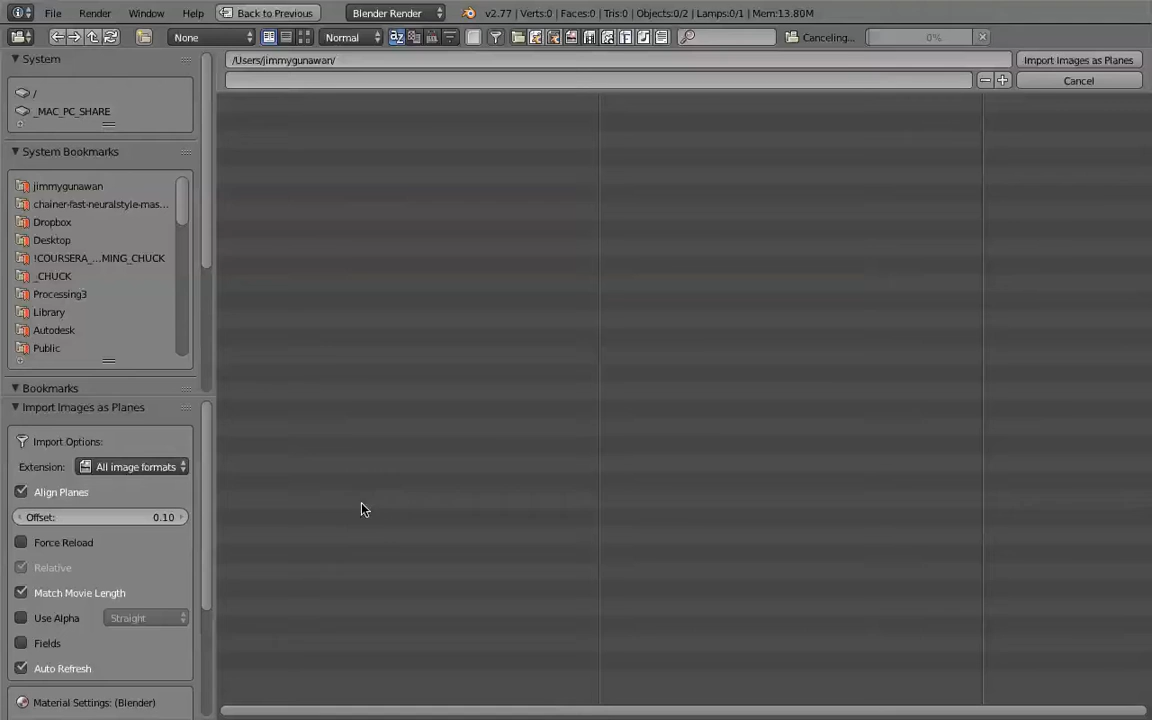 File Render Window Help Back to Previous Blender Render v2.77 | Verts:0 | Faces:0 | Tris:0 | Objects:0/2 | Lamps:0/1 | Mem:13.80M
None Normal Canceling... 0%
System
/Users/jimmygunawan/ Import Images as Planes
Cancel
/
_MAC_PC_SHARE
System Bookmarks
jimmygunawan
chainer-fast-neuralstyle-mas...
Dropbox
Desktop
!COURSERA_...MING_CHUCK
_CHUCK
Processing3
Library
Autodesk
Public
Bookmarks
Import Images as Planes
Import Options:
Extension: All image formats
Align Planes
Offset: 0.10
Force Reload
Relative
Match Movie Length
Use Alpha Straight
Fields
Auto Refresh
Material Settings: (Blender)